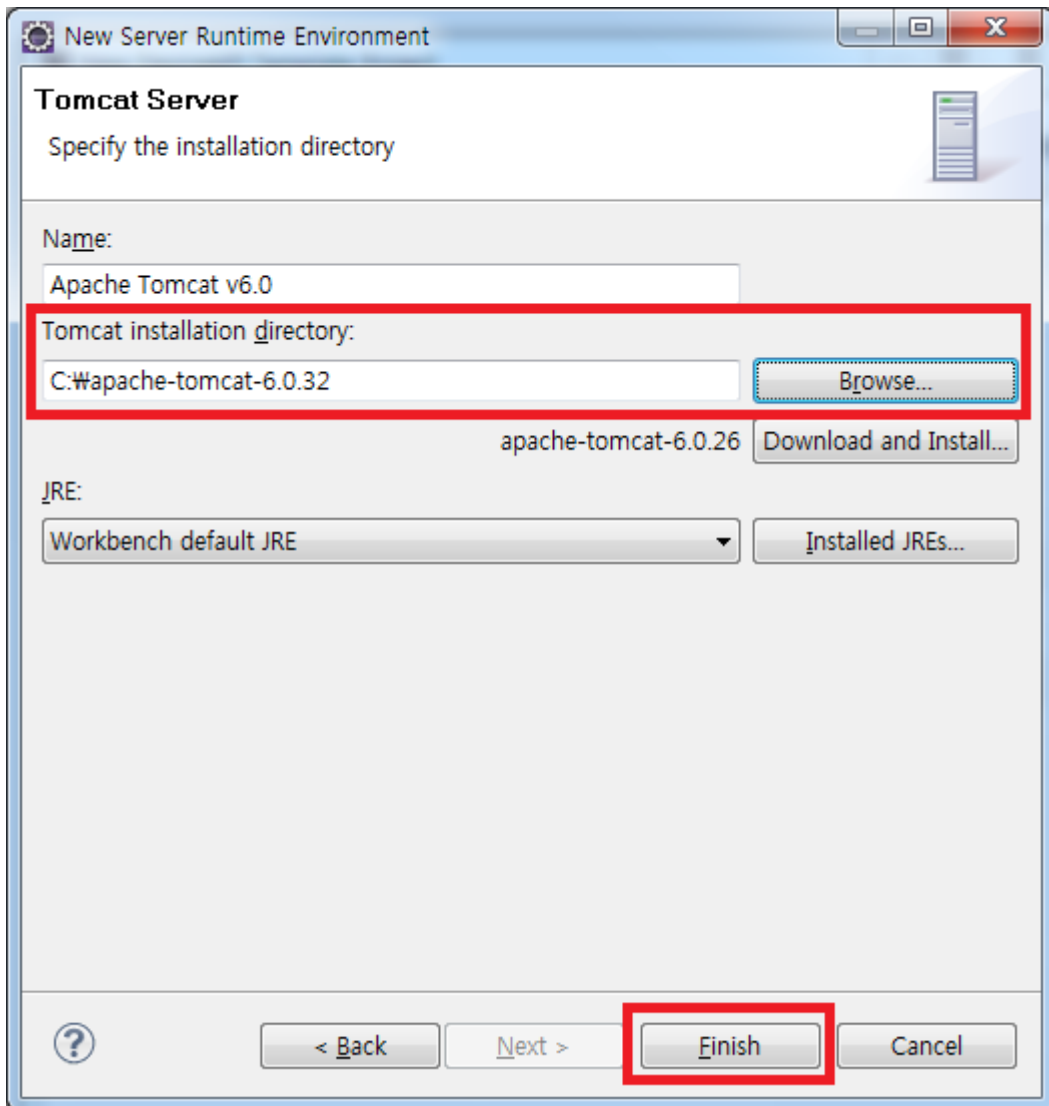 New Server Runtime Environment
Tomcat Server
Specify the installation directory
Name:
Apache Tomcat v6.0
Tomcat installation directory:
C:₩apache-tomcat-6.0.32 Browse...
apache-tomcat-6.0.26 Download and Install...
JRE:
Workbench default JRE Installed JREs...
? < Back Next > Finish Cancel